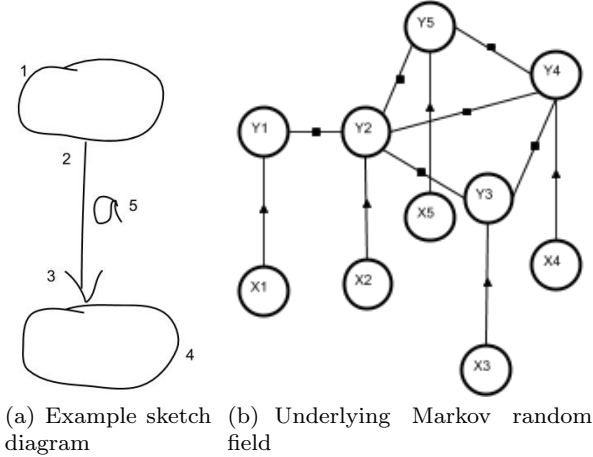 1
2
5
3
4
Y5
Y4
Y1
Y2
Y3
X5
X4
X1
X2
X3
(a) Example sketch diagram
(b) Underlying Markov random field